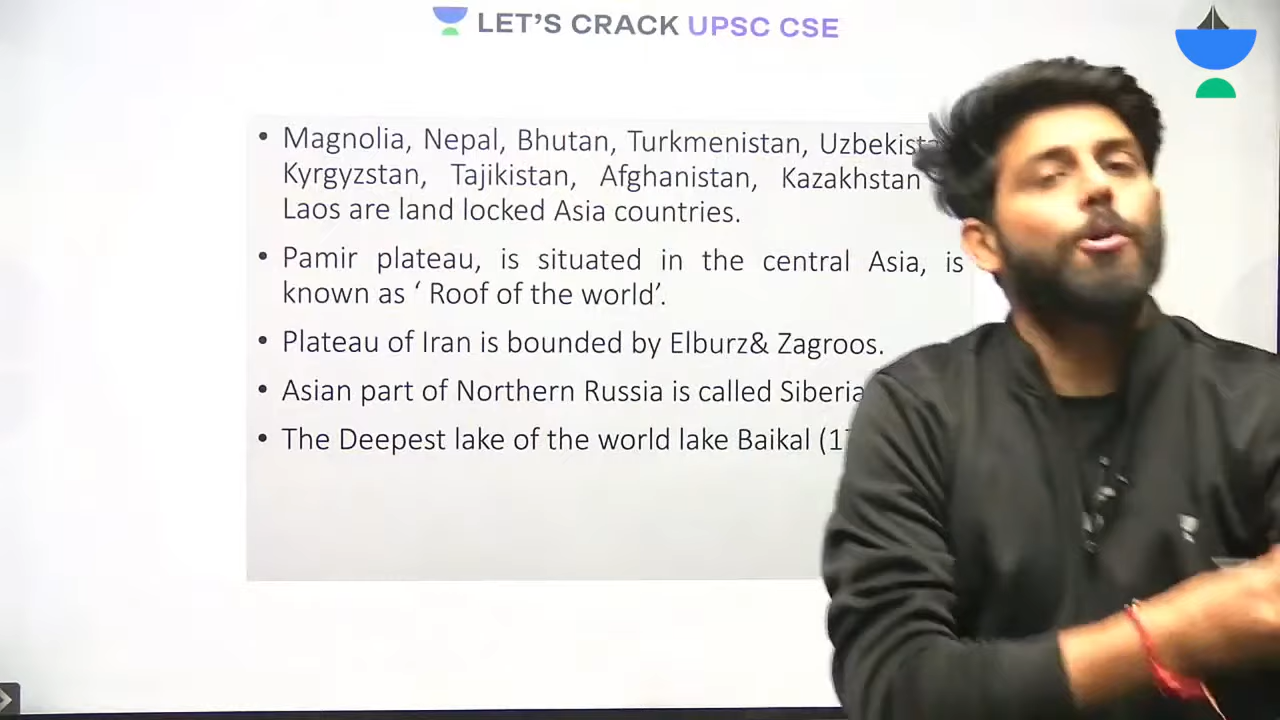 LET'S CRACK UPSC CSE
• Magnolia, Nepal, Bhutan, Turkmenistan,
Kyrgyzstan, Tajikistan, Afghanistan, Kazakhstan
Laos are land locked Asia countries.
• Pamir plateau, is situated in the central Asia, is
known as ‘ Roof of the world’.
• Plateau of Iran is bounded by Elburz& Zagroos.
• Asian part of Northern Russia is called Siberia
• The Deepest lake of the world lake Baikal